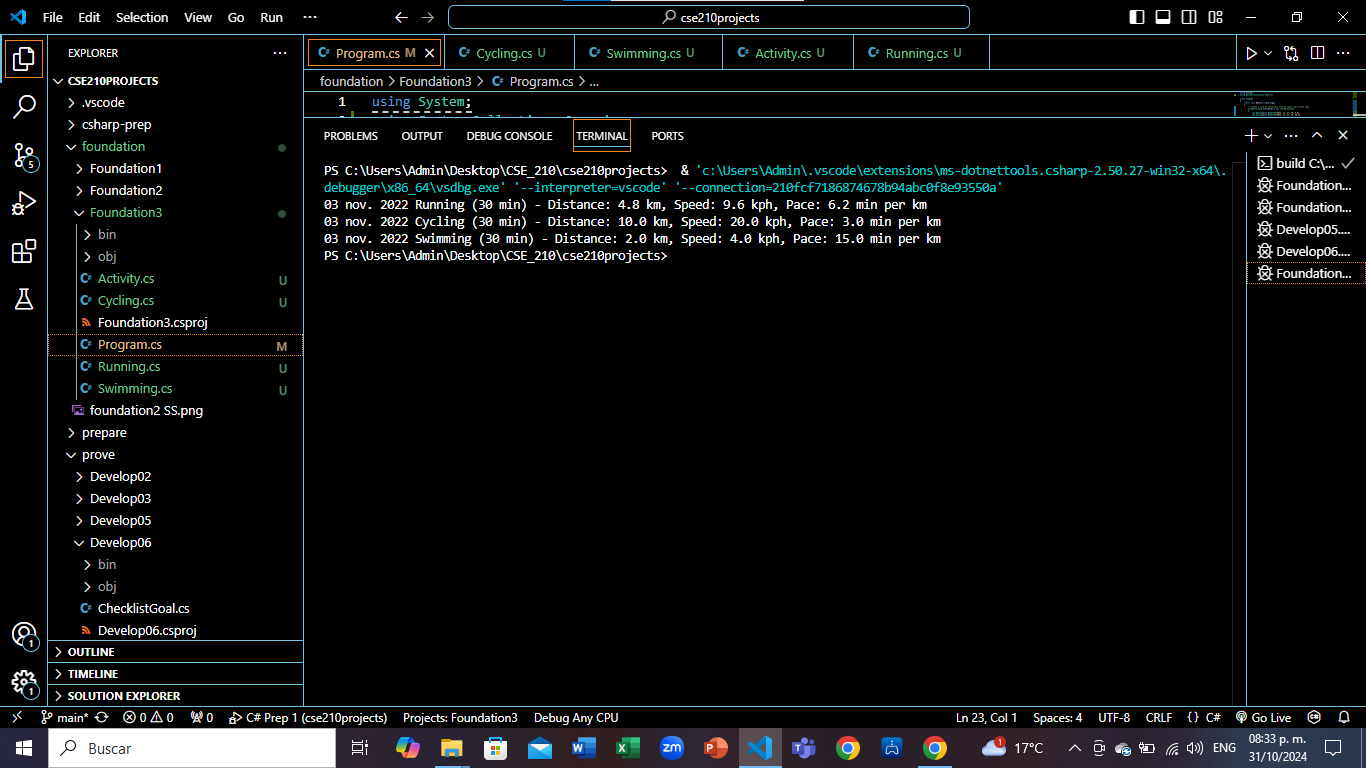 File Edit Selection View Go Run ··· cse210projects
EXPLORER ···
CSE210PROJECTS
.vscode
csharp-prep
foundation
Foundation1
Foundation2
Foundation3
bin
obj
Activity.cs U
Cycling.cs U
Foundation3.csproj
Program.cs M
Running.cs U
Swimming.cs U
foundation2 SS.png
prepare
prove
Develop02
Develop03
Develop05
Develop06
bin
obj
ChecklistGoal.cs
Develop06.csproj
OUTLINE
TIMELINE
SOLUTION EXPLORER
5
1
1
Program.cs M Cycling.cs U Swimming.cs U Activity.cs U Running.cs U
foundation > Foundation3 > Program.cs > ...
1 using System;
PROBLEMS OUTPUT DEBUG CONSOLE TERMINAL PORTS
PS C:\Users\Admin\Desktop\CSE_210\cse210projects> & 'c:\Users\Admin\.vscode\extensions\ms-dotnettools.csharp-2.50.27-win32-x64\.
debugger\x86_64\vsdbg.exe' '--interpreter=vscode' '--connection=210fcf7186874678b94abc0f8e93550a'
03 nov. 2022 Running (30 min) - Distance: 4.8 km, Speed: 9.6 kph, Pace: 6.2 min per km
03 nov. 2022 Cycling (30 min) - Distance: 10.0 km, Speed: 20.0 kph, Pace: 3.0 min per km
03 nov. 2022 Swimming (30 min) - Distance: 2.0 km, Speed: 4.0 kph, Pace: 15.0 min per km
PS C:\Users\Admin\Desktop\CSE_210\cse210projects>
build C:\...
Foundation...
Foundation...
Develop05....
Develop06....
Foundation...
main* 0 0 0 C# Prep 1 (cse210projects) Projects: Foundation3 Debug Any CPU Ln 23, Col 1 Spaces: 4 UTF-8 CRLF {} C# Go Live
Buscar 1 17°C ENG 08:33 p. m.
31/10/2024